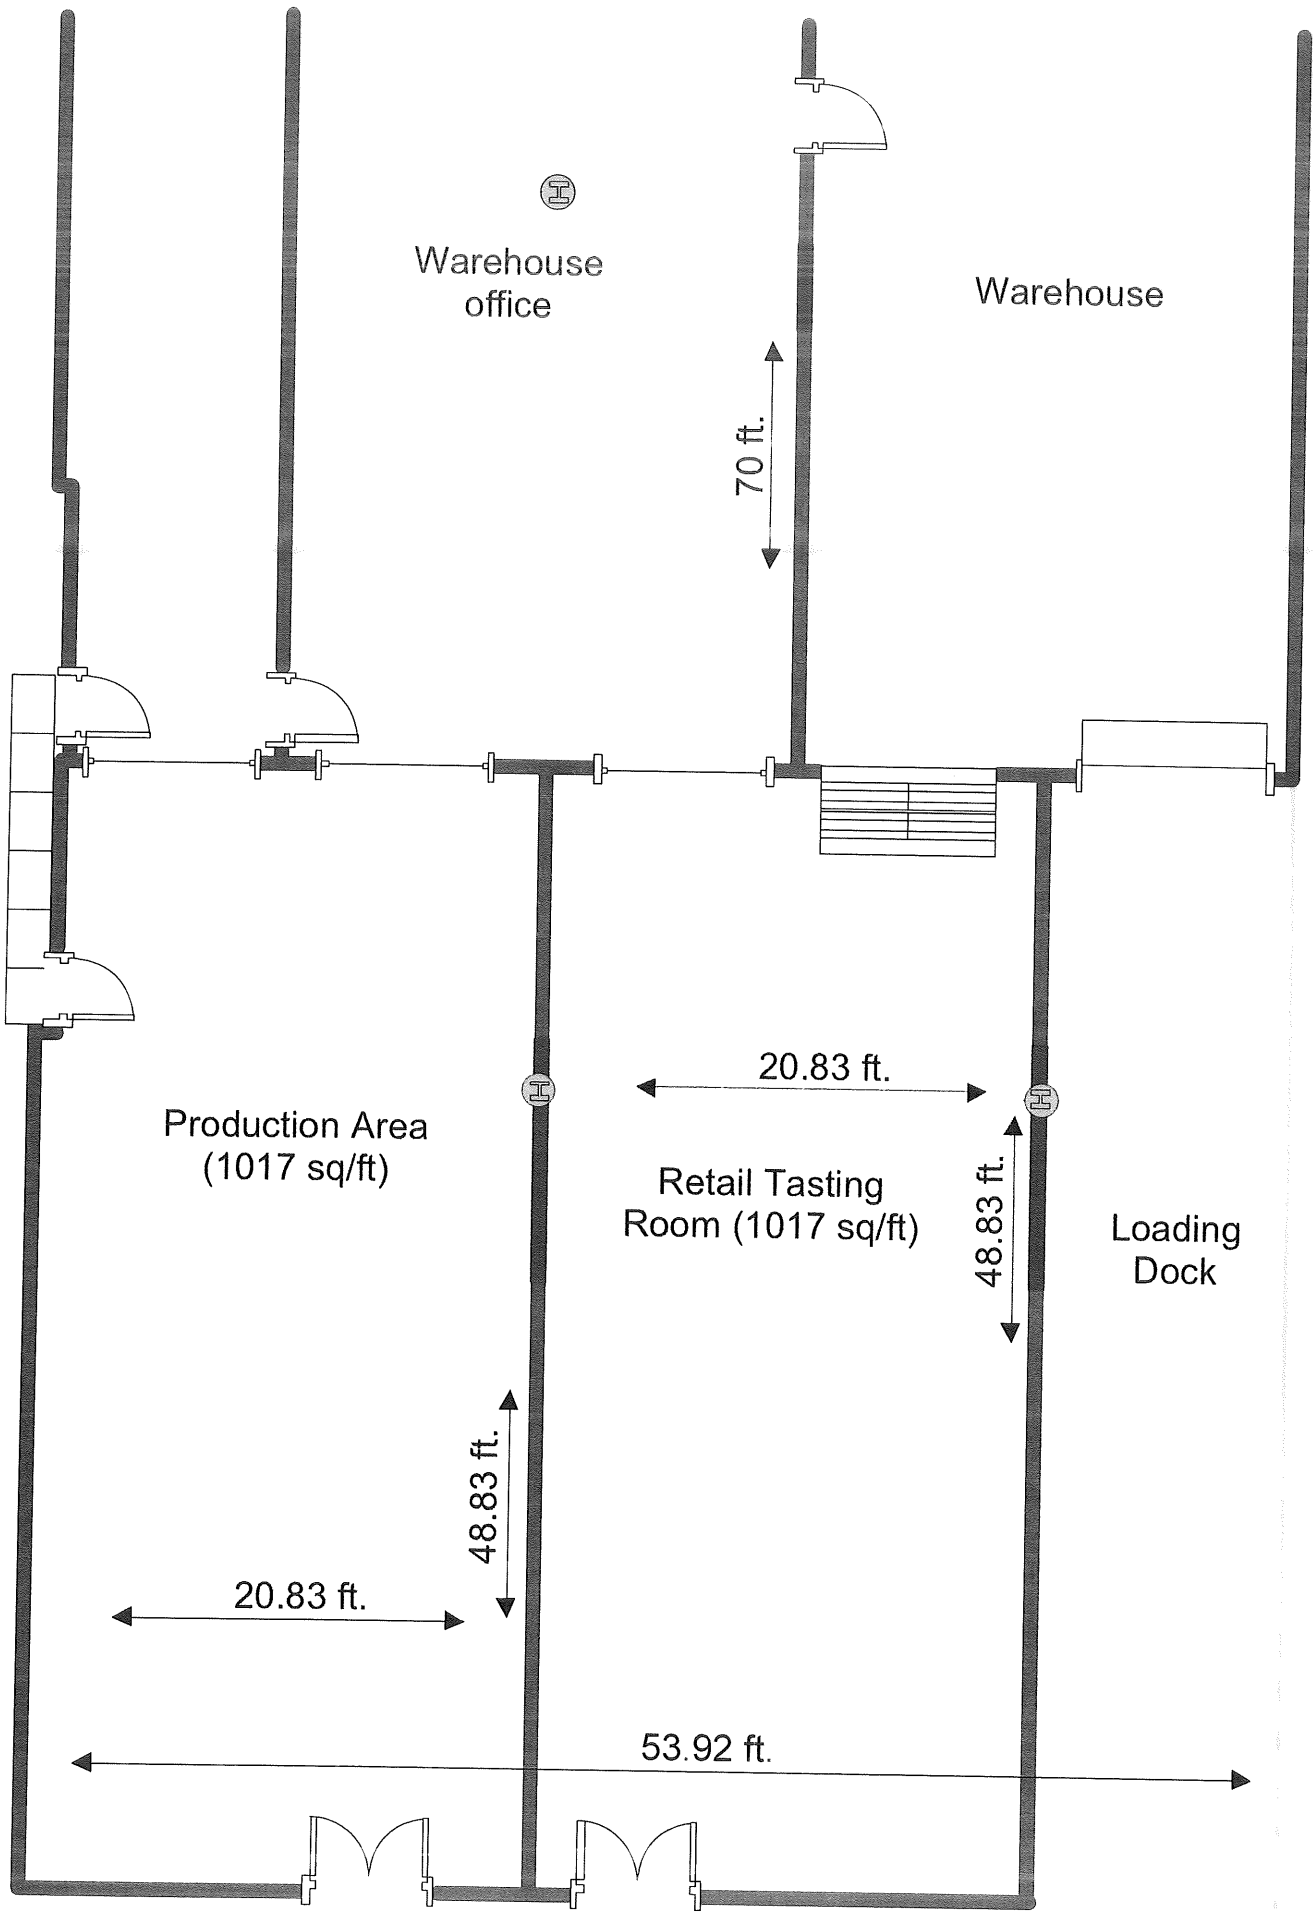 Warehouse
office
Warehouse
70 ft.
20.83 ft.
Production Area
(1017 sq/ft)
Retail Tasting
Room (1017 sq/ft)
48.83 ft.
Loading
Dock
48.83 ft.
20.83 ft.
53.92 ft.